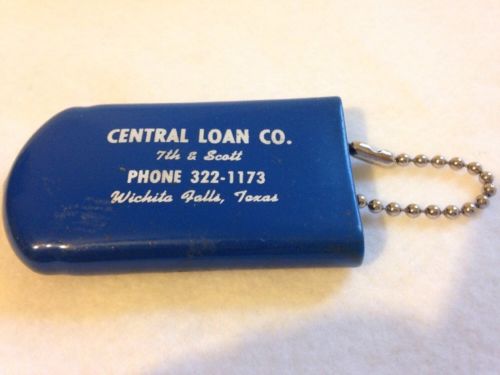 CENTRAL LOAN CO.
7th & Scott
PHONE 322-1173
Wichita Falls, Texas